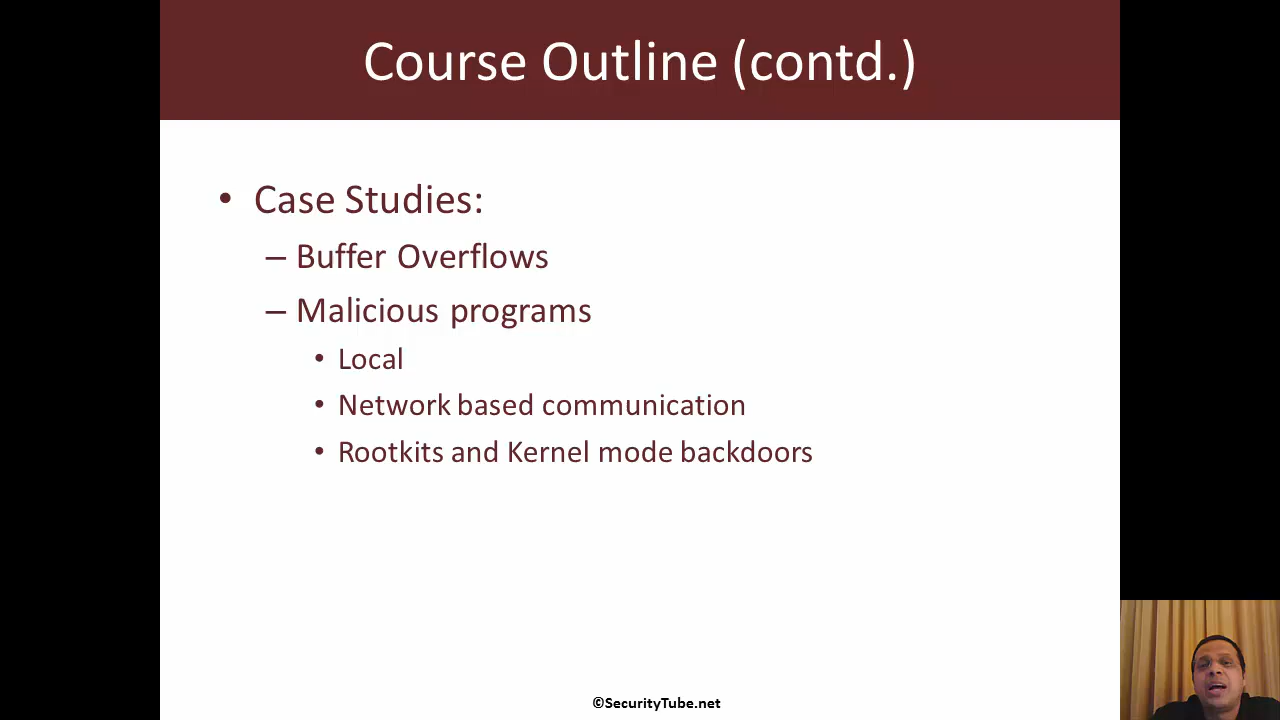 Course Outline (contd.)
• Case Studies:
– Buffer Overflows
– Malicious programs
• Local
• Network based communication
• Rootkits and Kernel mode backdoors
©SecurityTube.net